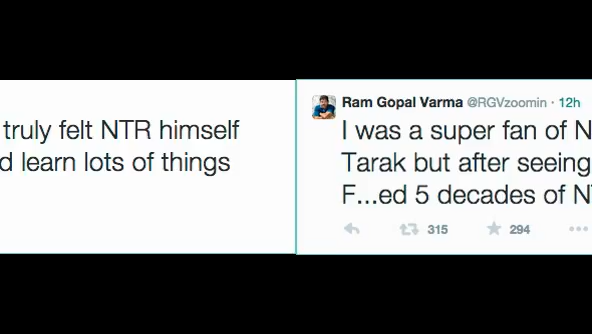 truly felt NTR himself
d learn lots of things
Ram Gopal Varma @RGVzoomin · 12h
I was a super fan of N
Tarak but after seeing
F...ed 5 decades of N
315 294